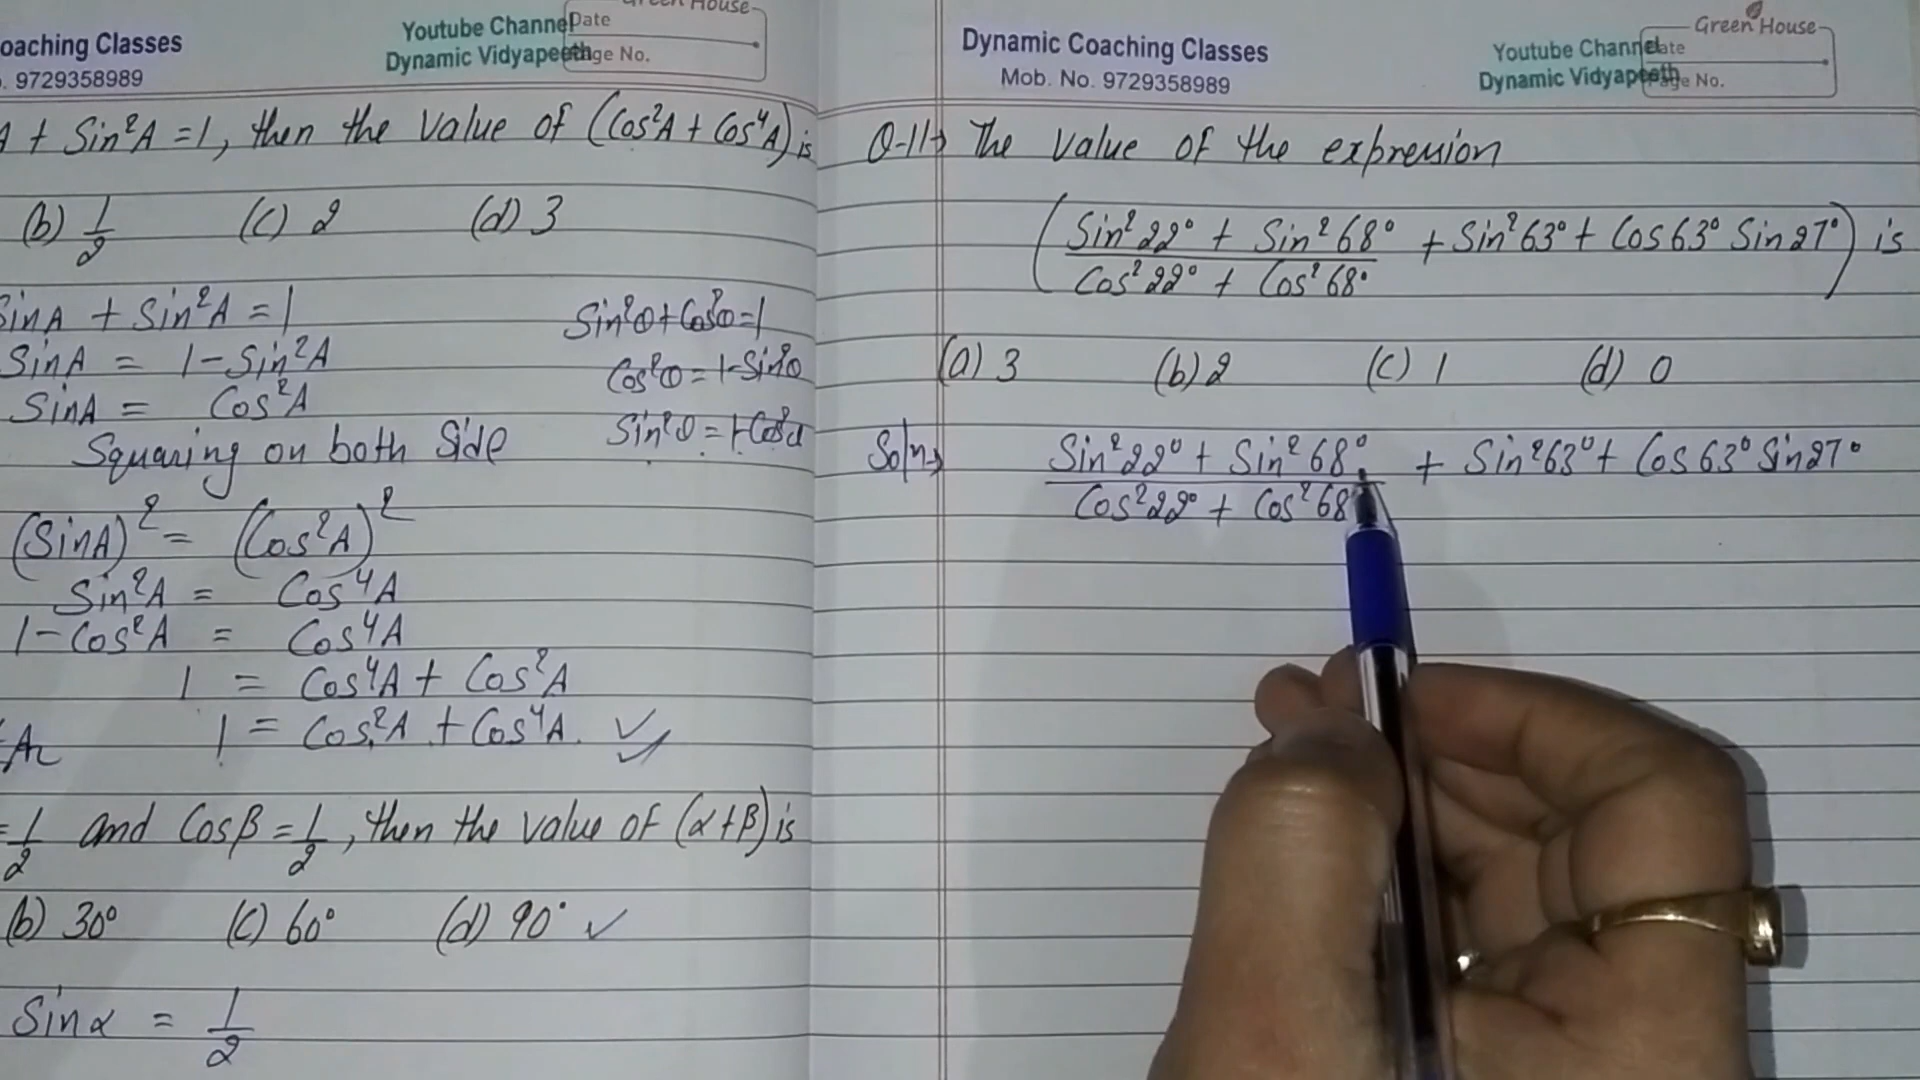 oaching Classes
. 9729358989
Youtube Channel
Dynamic Vidyapeeth
Green House
Date
Page No.
A + Sin²A = 1, then the value of (Cos²A + Cos⁴A) is
(b) 1/2 (c) 2 (d) 3
SinA + Sin²A = 1
SinA = 1 - Sin²A
SinA = Cos²A
Sin²θ + Cos²θ = 1
Cos²θ = 1 - Sin²θ
Sin²θ = 1 - Cos²θ
Squaring on both Side
(SinA)² = (Cos²A)²
Sin²A = Cos⁴A
1 - Cos²A = Cos⁴A
1 = Cos⁴A + Cos²A
1 = Cos²A + Cos⁴A
= 1/2 and Cosβ = 1/2, then the value of (α + β) is
(b) 30° (c) 60° (d) 90° ✓
Sinα = 1/2
Dynamic Coaching Classes
Mob. No. 9729358989
Youtube Channel
Dynamic Vidyapeeth
Green House
Date
Page No.
Q-11→ The value of the expression
(Sin²22° + Sin²68° / Cos²22° + Cos²68° + Sin²63° + Cos63° Sin27°) is
(a) 3 (b) 2 (c) 1 (d) 0
Soln→ Sin²22° + Sin²68° / Cos²22° + Cos²68 + Sin²63° + Cos63° Sin27°